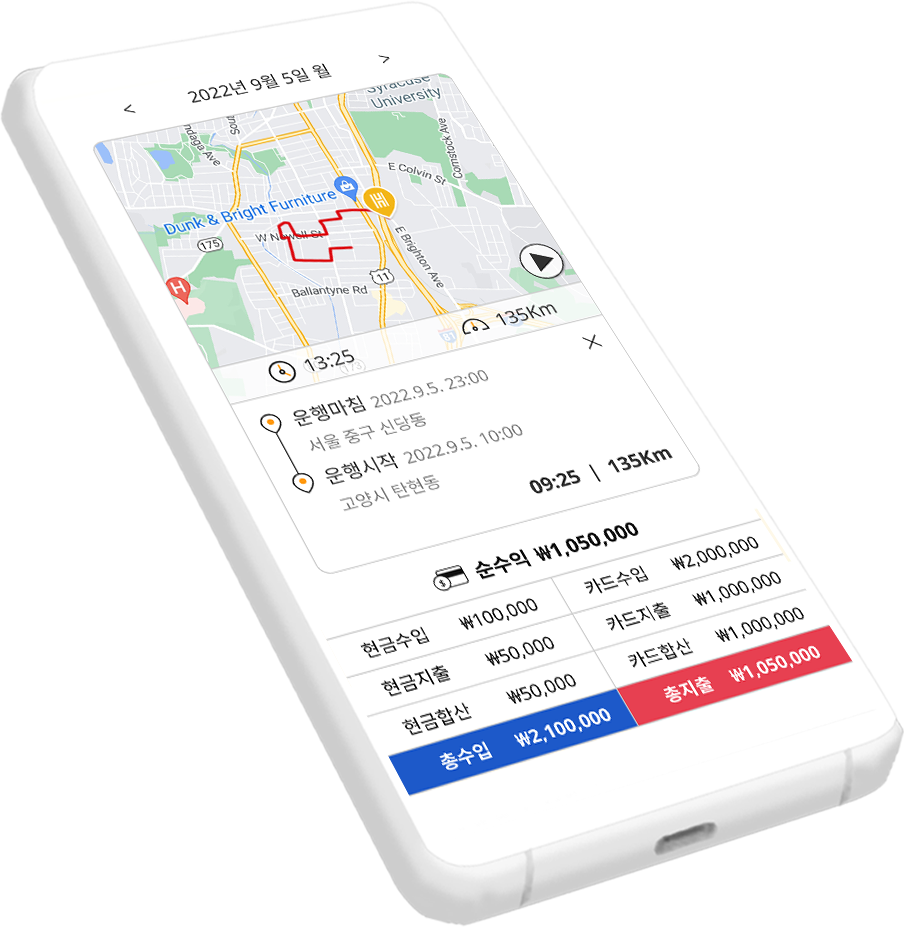 < 2022년 9월 5일 월 >
Syracuse
University
ndaga Ave
Comstock Ave
E Colvin St
Dunk & Bright Furniture
175
W Newell St
E Brighton Ave
H
11
Ballantyne Rd
81
173
13:25 135Km
운행마침 2022.9.5. 23:00
서울 중구 신당동
운행시작 2022.9.5. 10:00
고양시 탄현동
09:25 | 135Km
$ 순수익 ₩1,050,000
현금수입 ₩100,000 카드수입 ₩2,000,000
현금지출 ₩50,000 카드지출 ₩1,000,000
현금합산 ₩50,000 카드합산 ₩1,000,000
총수입 ₩2,100,000 총지출 ₩1,050,000